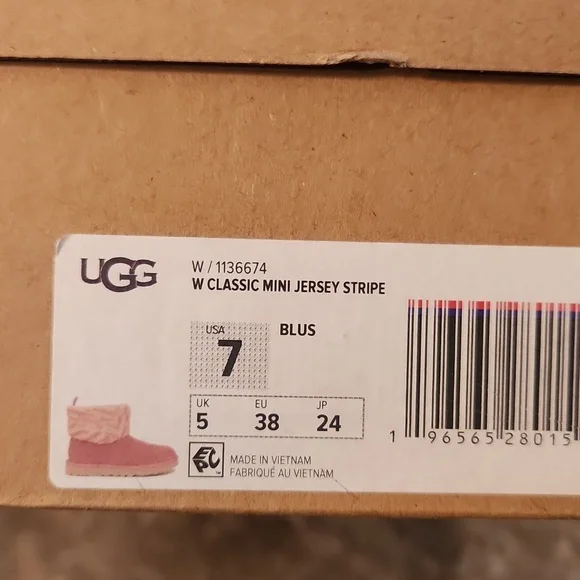 UGG
W / 1136674
W CLASSIC MINI JERSEY STRIPE
USA
7
BLUS
UK EU JP
5 38 24
EPC
MADE IN VIETNAM
FABRIQUÉ AU VIETNAM
1 96565 28015